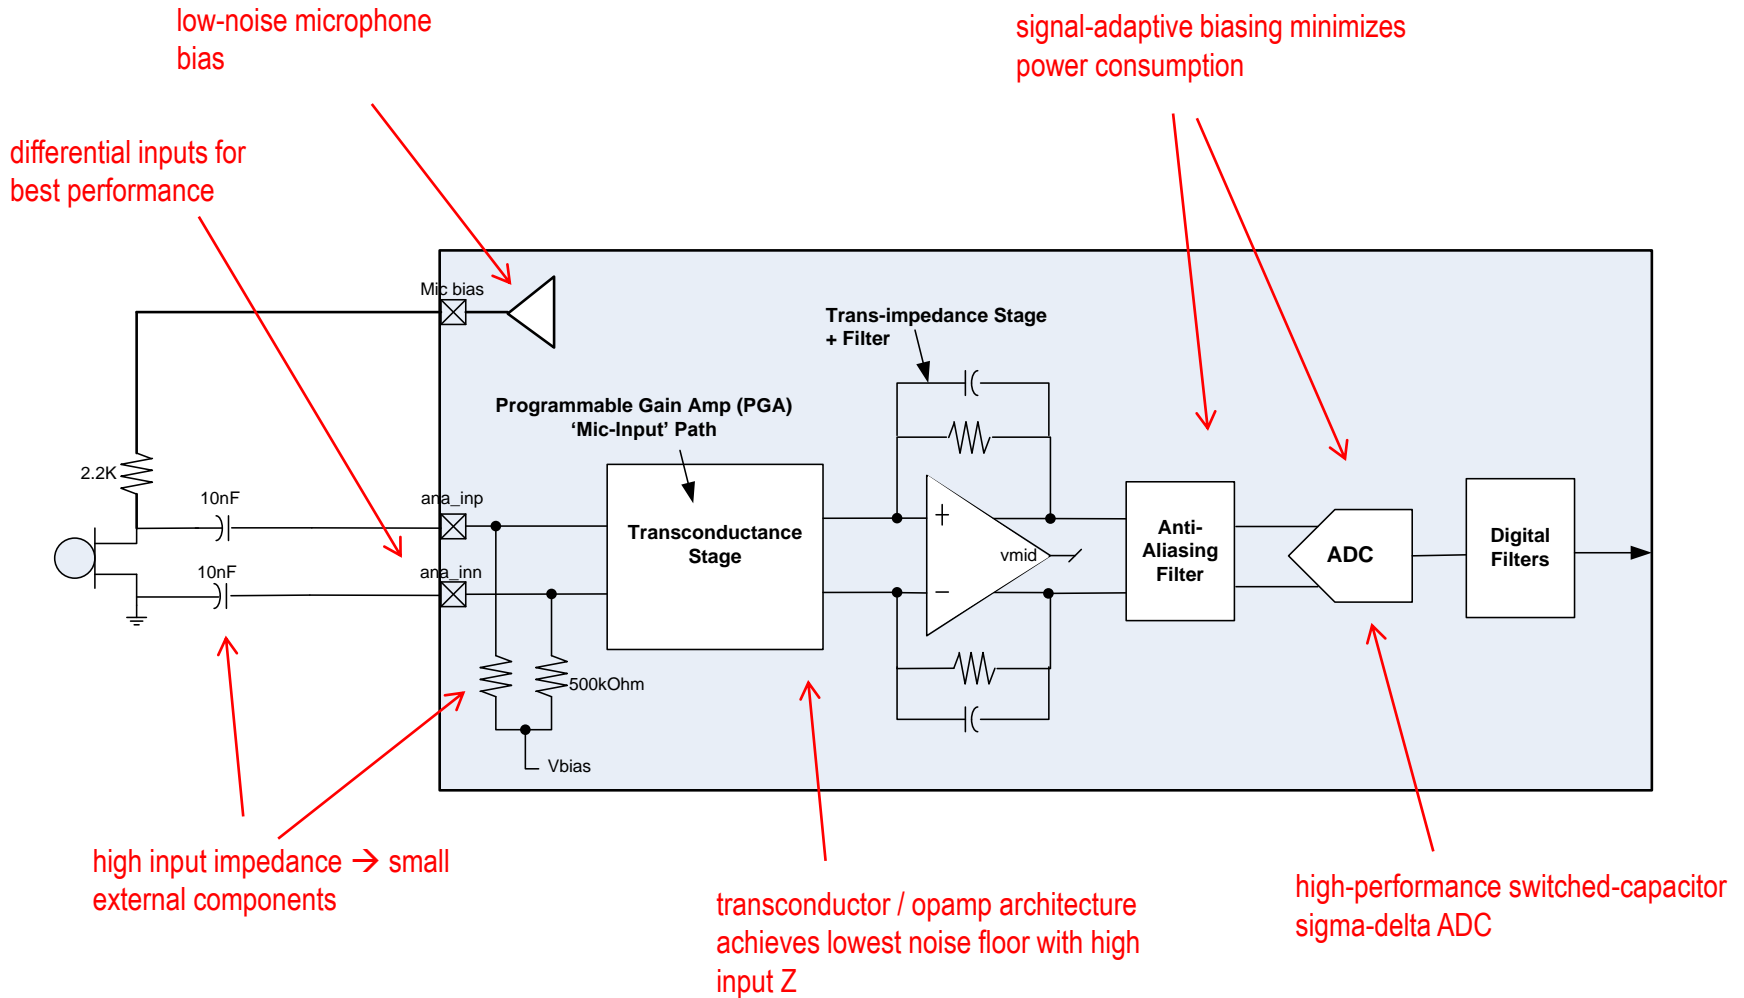 low-noise microphone
bias
signal-adaptive biasing minimizes
power consumption
differential inputs for
best performance
Mic bias
Trans-impedance Stage
+ Filter
Programmable Gain Amp (PGA)
‘Mic-Input’ Path
2.2K
10nF
ana_inp
Transconductance
Stage
+
vmid
−
Anti-
Aliasing
Filter
ADC
Digital
Filters
10nF
ana_inn
500kOhm
Vbias
high input impedance → small
external components
transconductor / opamp architecture
achieves lowest noise floor with high
input Z
high-performance switched-capacitor
sigma-delta ADC